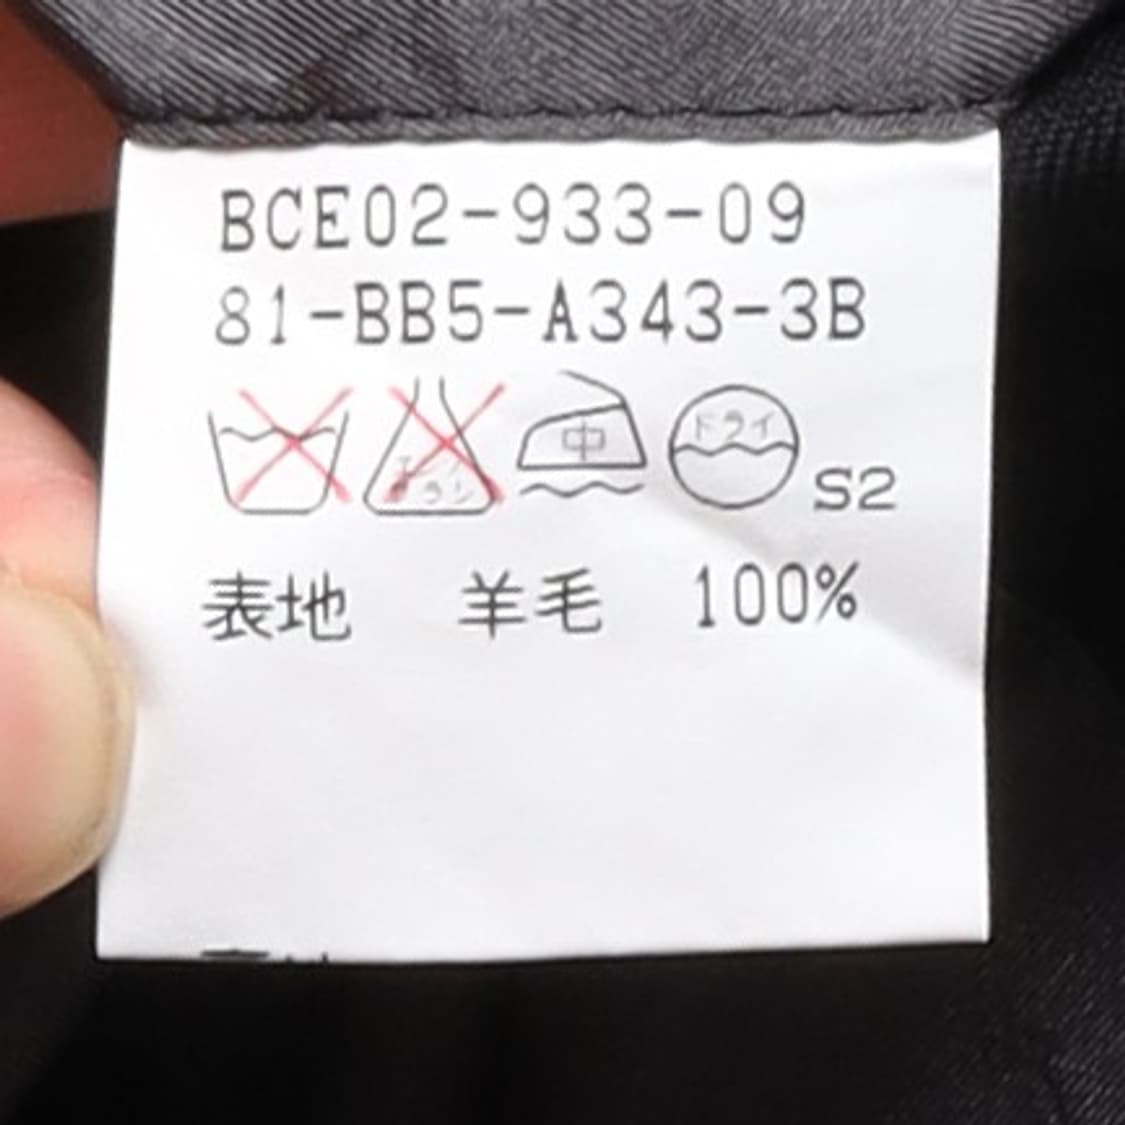 BCE02-933-09
81-BB5-A343-3B
中 ドライ S2
表地 羊毛 100%